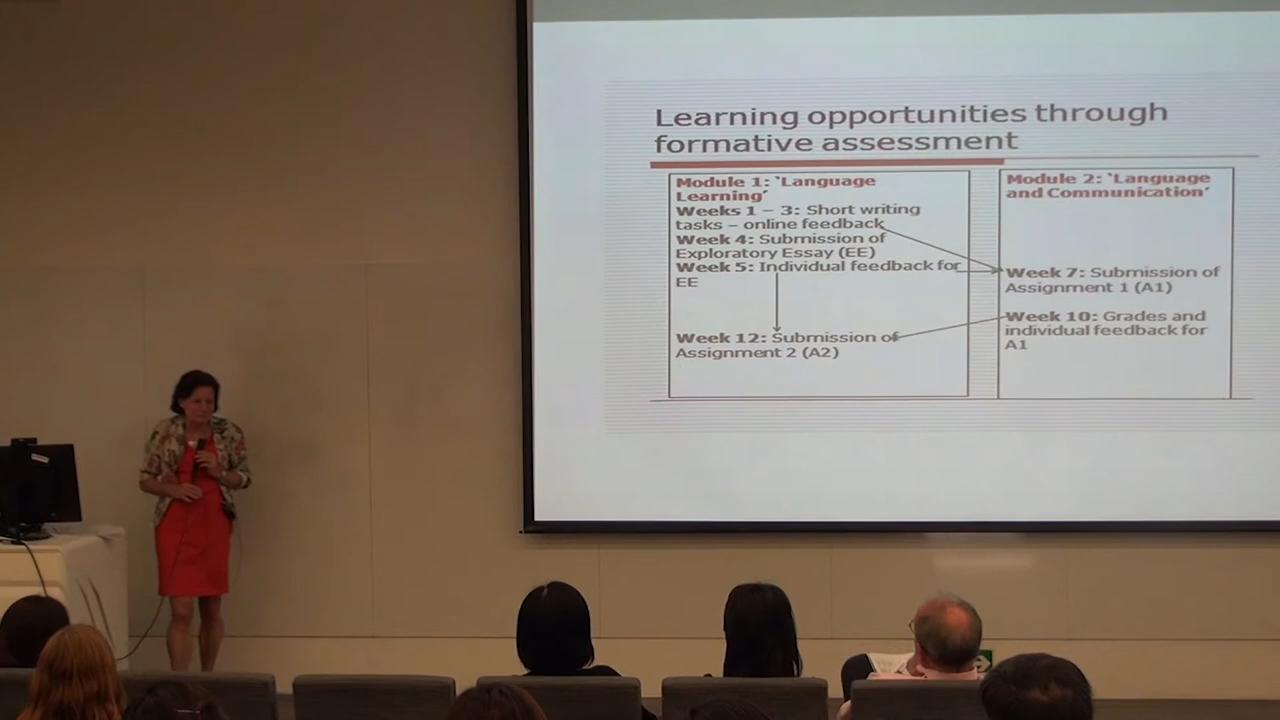 Learning opportunities through
formative assessment
Module 1: ‘Language
Learning’
Weeks 1 – 3: Short writing
tasks – online feedback
Week 4: Submission of
Exploratory Essay (EE)
Week 5: Individual feedback for
EE
Week 12: Submission of
Assignment 2 (A2)
Module 2: ‘Language
and Communication’
Week 7: Submission of
Assignment 1 (A1)
Week 10: Grades and
individual feedback for
A1